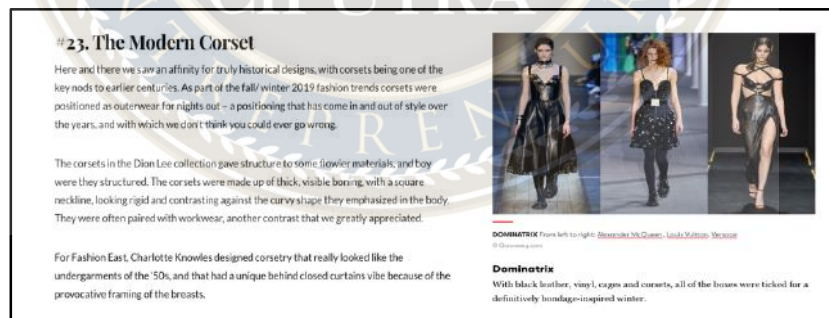 #23. The Modern Corset
Here and there we saw an affinity for truly historical designs, with corsets being one of the
key nods to earlier centuries. As part of the fall/ winter 2019 fashion trends corsets were
positioned as outerwear for nights out – a positioning that has come in and out of style over
the years, and with which we don't think you could ever go wrong.
The corsets in the Dion Lee collection gave structure to some flowier materials, and boy
were they structured. The corsets were made up of thick, visible boning, with a square
neckline, looking rigid and contrasting against the curvy shape they emphasized in the body.
They were often paired with workwear, another contrast that we greatly appreciated.
For Fashion East, Charlotte Knowles designed corsetry that really looked like the
undergarments of the '50s, and that had a unique behind closed curtains vibe because of the
provocative framing of the breasts.
DOMINATRIX From left to right: Alexander McQueen, Louis Vuitton, Versace
Dominatrix
With black leather, vinyl, cages and corsets, all of the boxes were ticked for a
definitively bondage-inspired winter.